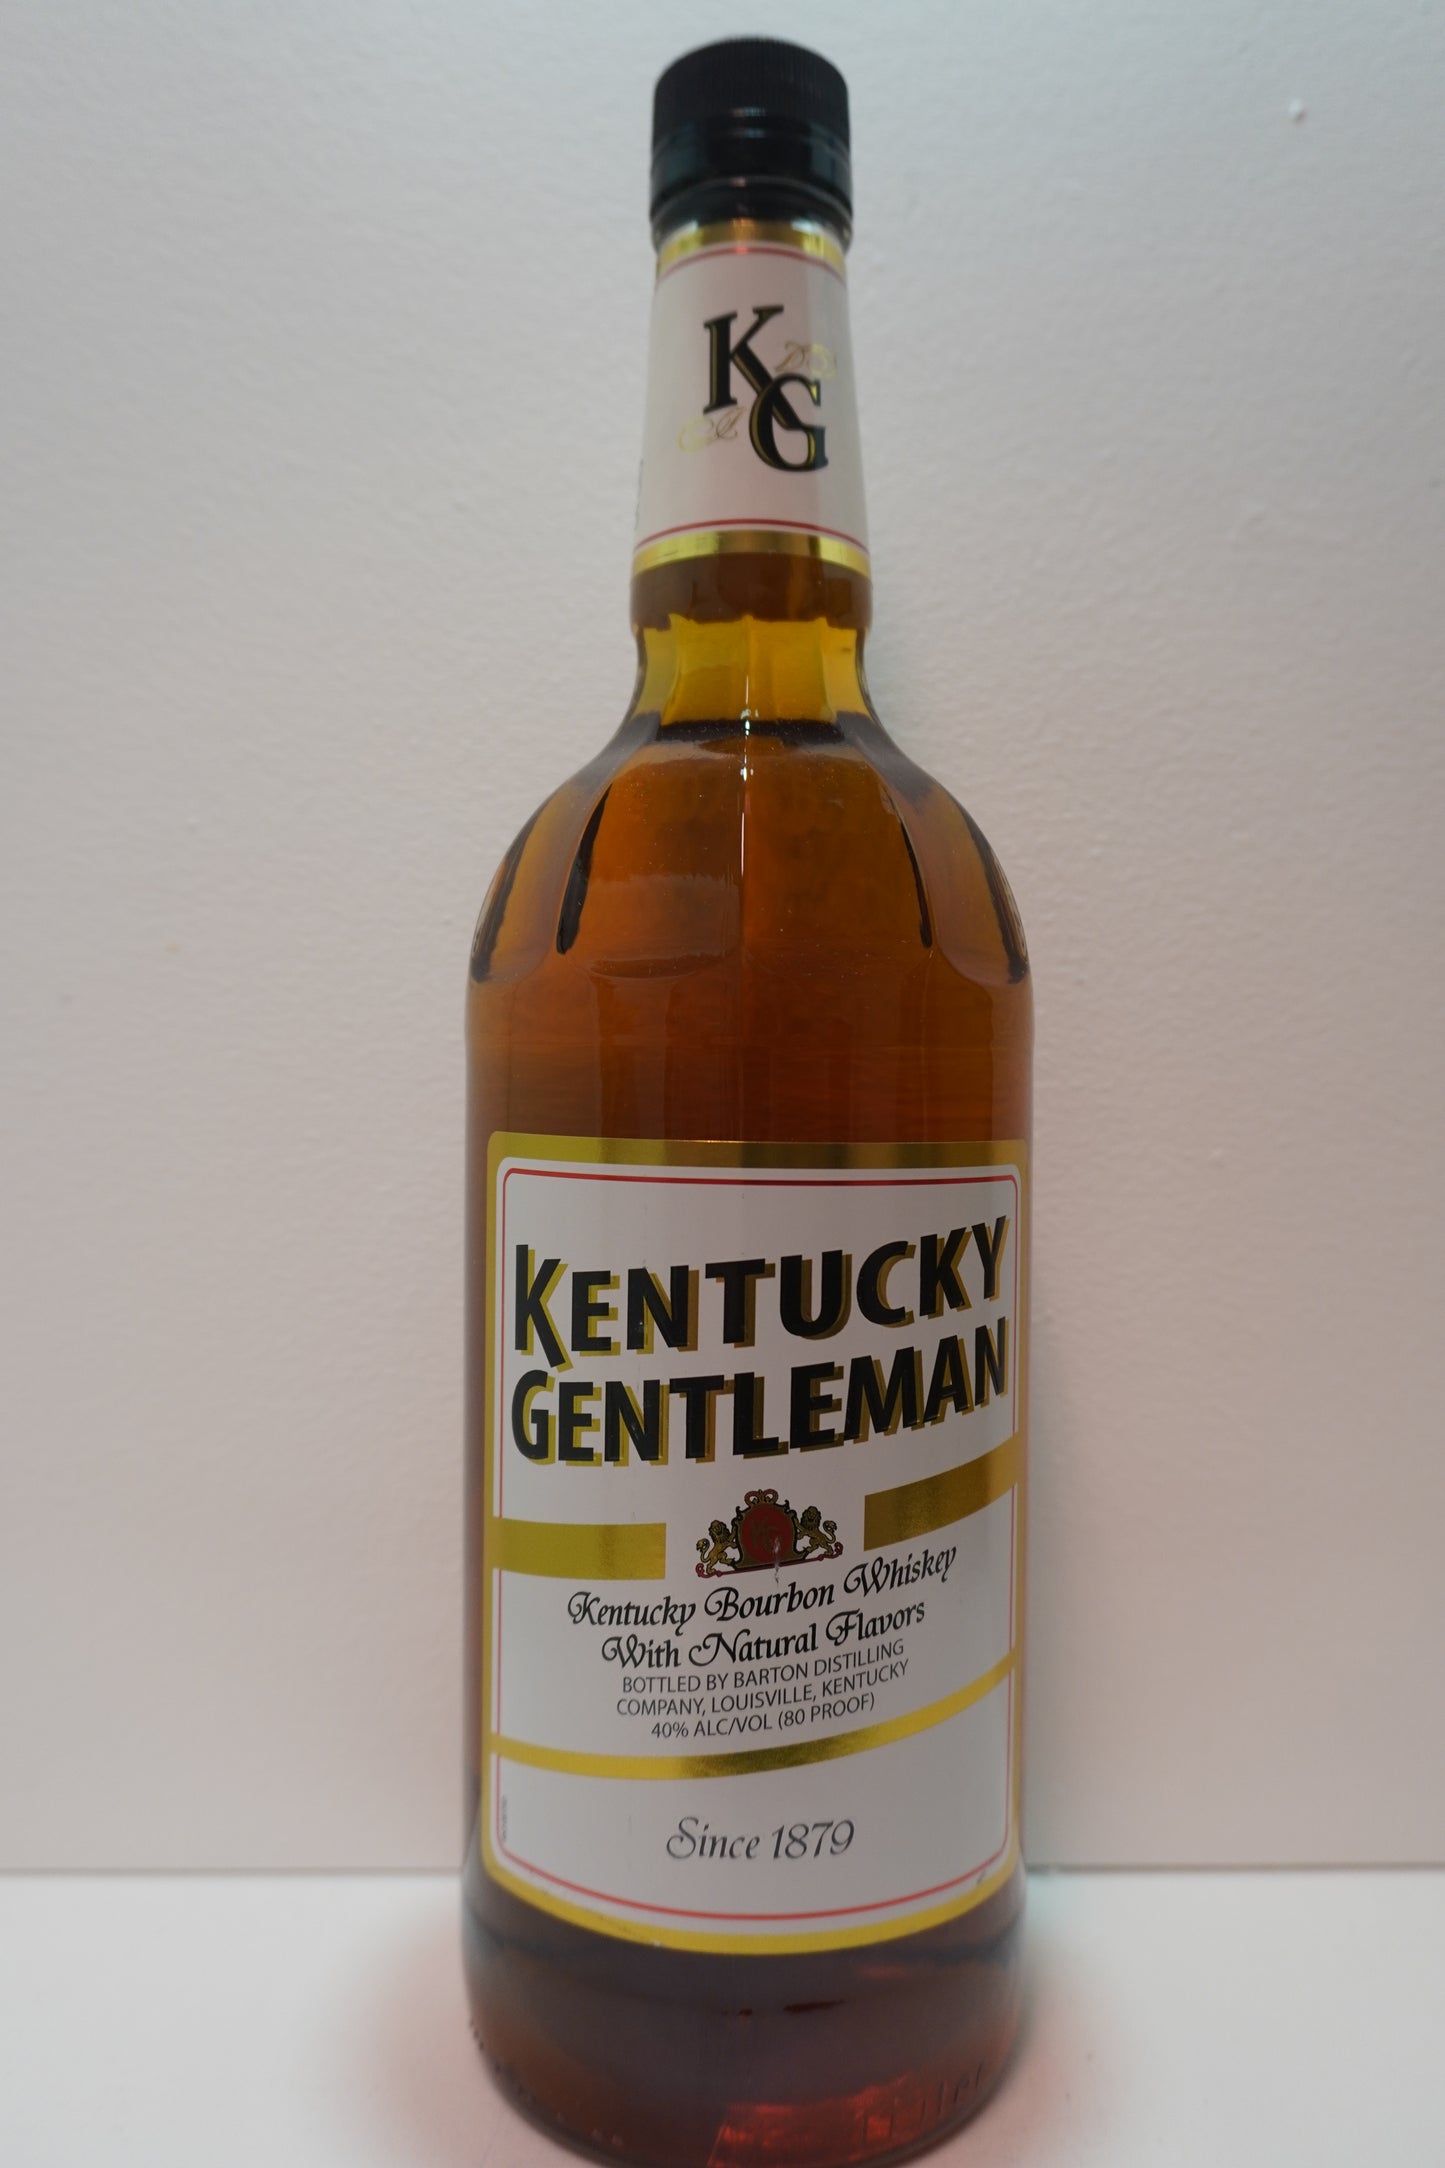 KG
KENTUCKY
GENTLEMAN
KG
Kentucky Bourbon Whiskey
With Natural Flavors
BOTTLED BY BARTON DISTILLING
COMPANY, LOUISVILLE, KENTUCKY
40% ALC/VOL (80 PROOF)
Since 1879